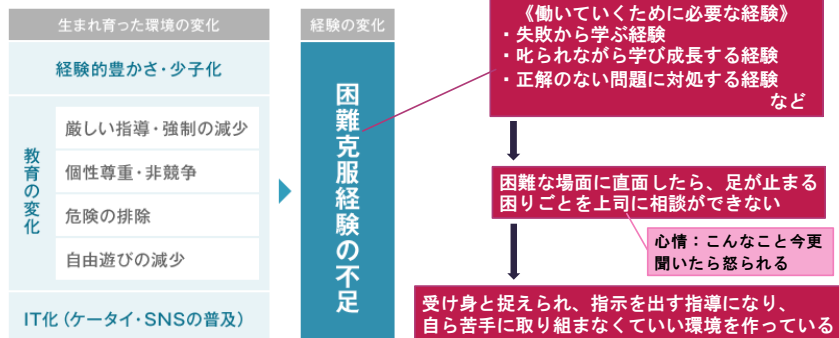 生まれ育った環境の変化
経験的豊かさ・少子化
教育の変化
厳しい指導・強制の減少
個性尊重・非競争
危険の排除
自由遊びの減少
IT化（ケータイ・SNSの普及）
経験の変化
困難克服経験の不足
《働いていくために必要な経験》
・失敗から学ぶ経験
・叱られながら学び成長する経験
・正解のない問題に対処する経験
など
困難な場面に直面したら、足が止まる
困りごとを上司に相談ができない
心情：こんなこと今更
聞いたら怒られる
受け身と捉えられ、指示を出す指導になり、
自ら苦手に取り組まなくていい環境を作っている